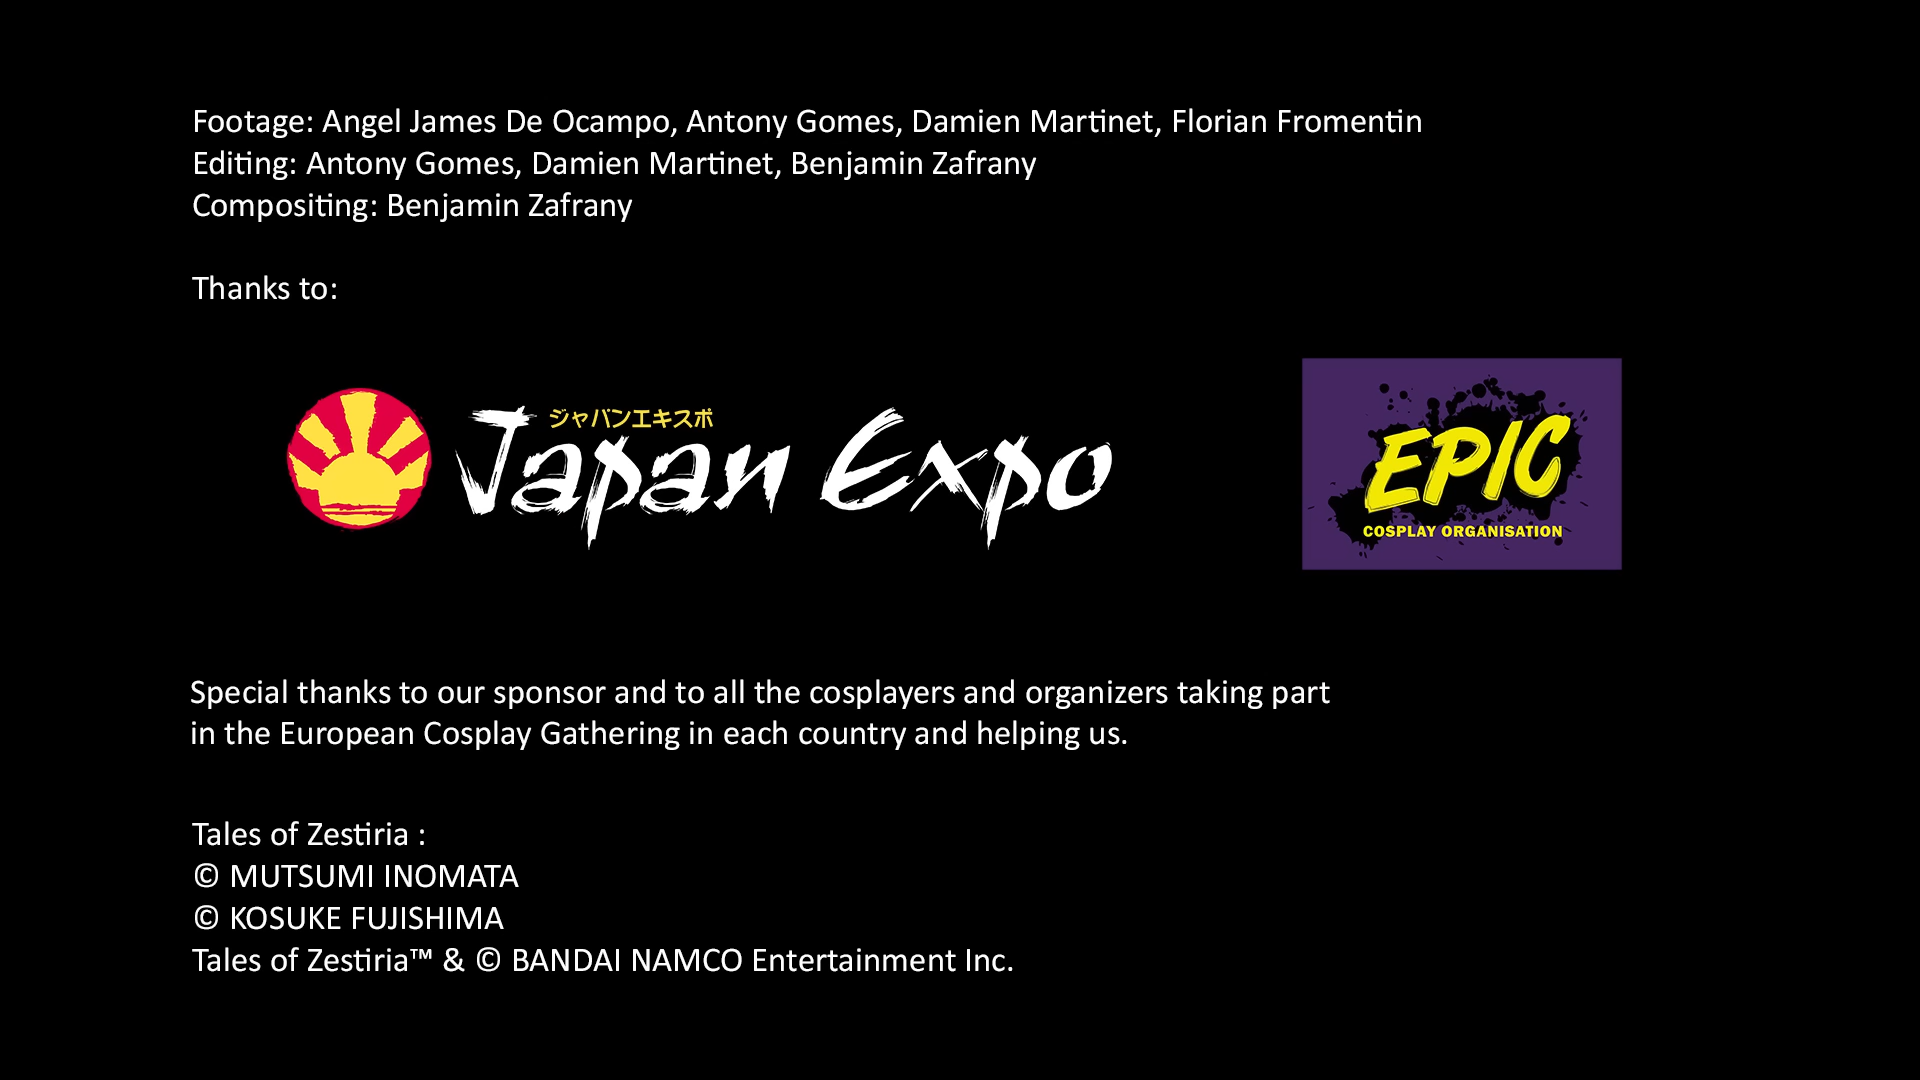 Footage: Angel James De Ocampo, Antony Gomes, Damien Martinet, Florian Fromentin
Editing: Antony Gomes, Damien Martinet, Benjamin Zafrany
Compositing: Benjamin Zafrany
Thanks to:
ジャパンエキスポ
Japan Expo
EPIC
COSPLAY ORGANISATION
Special thanks to our sponsor and to all the cosplayers and organizers taking part
in the European Cosplay Gathering in each country and helping us.
Tales of Zestiria :
© MUTSUMI INOMATA
© KOSUKE FUJISHIMA
Tales of Zestiria™ & © BANDAI NAMCO Entertainment Inc.